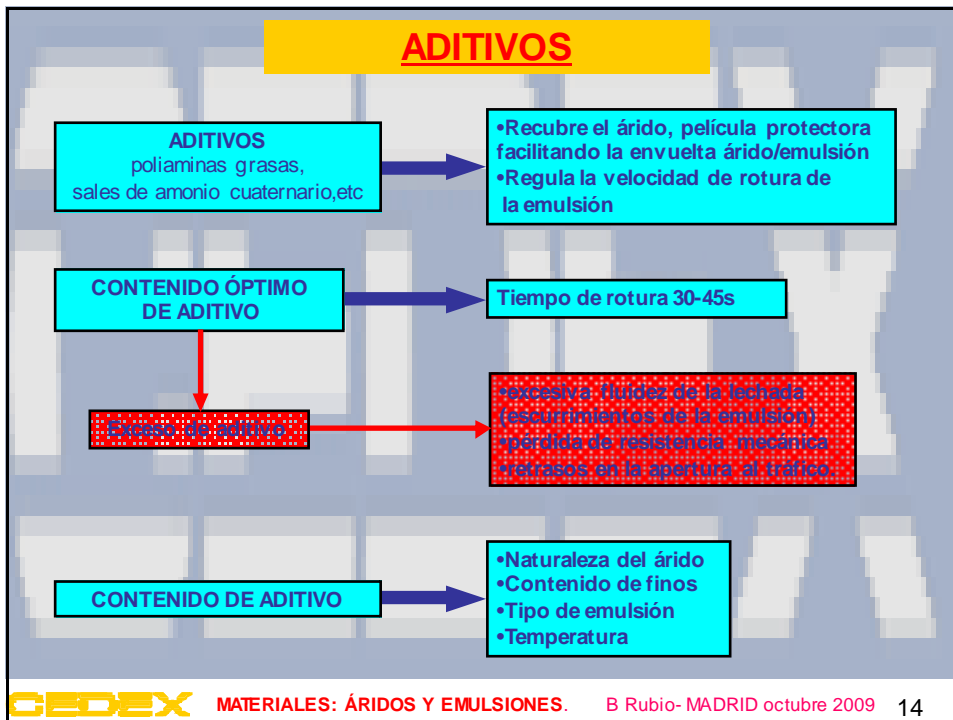 ADITIVOS
ADITIVOS
poliaminas grasas,
sales de amonio cuaternario,etc
•Recubre el árido, película protectora
facilitando la envuelta árido/emulsión
•Regula la velocidad de rotura de
la emulsión
CONTENIDO ÓPTIMO
DE ADITIVO
Tiempo de rotura 30-45s
Exceso de aditivo
•excesiva fluidez de la lechada
(escurrimientos de la emulsión)
•pérdida de resistencia mecánica
•retrasos en la apertura al tráfico.
CONTENIDO DE ADITIVO
•Naturaleza del árido
•Contenido de finos
•Tipo de emulsión
•Temperatura
CEDEX MATERIALES: ÁRIDOS Y EMULSIONES. B Rubio- MADRID octubre 2009 14